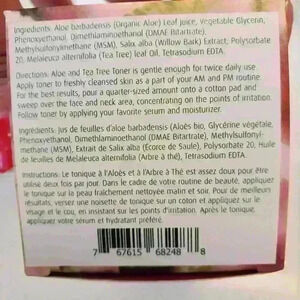 Ingredients: Aloe barbadensis (Organic Aloe) Leaf juice, Vegetable Glycerin,
Phenoxyethanol, Dimethiaminoethanol (DMAE Bitartrate),
Methylsulfonylmethane (MSM), Salix alba (Willow Bark) Extract, Polysorbate
20, Melaleuca alternifolia (Tea Tree) Leaf Oil, Tetrasodium EDTA.
Directions: Aloe and Tea Tree Toner is gentle enough for twice daily use.
Apply toner to freshly cleansed skin as a part of your AM and PM routine.
For the best results, pour a quarter-sized amount onto a cotton pad and
sweep over the face and neck area, concentrating on the points of irritation.
Follow toner by applying your favorite serum and moisturizer.
Ingrédients: Jus de feuilles d'aloe barbadensis (Aloès bio), Glycérine végétale,
Phenoxyethanol, Dimethlaminoethanol (DMAE Bitartrate), Methylsulfonyl-
methane (MSM), Extrait de Salix alba (Écorce de Saule), Polysorbate 20, Huile
de feuilles de Melaleuca alternifolia (Arbre à thé), Tetrasodium EDTA.
Instructions: Le tonique à l'Aloès et à l'Arbre à Thé est assez doux pour être
utilisé deux fois par jour. Dans le cadre de votre routine de beauté, appliquez
le tonique sur la peau fraîchement nettoyée matin et soir. Pour de meilleurs
résultats, versez une noisette de tonique sur un coton et appliquez sur le
visage et le cou, en insistant sur les points d'irritation. Après le tonique,
appliquez votre sérum et hydratant préféré.
7 67615 68248 8